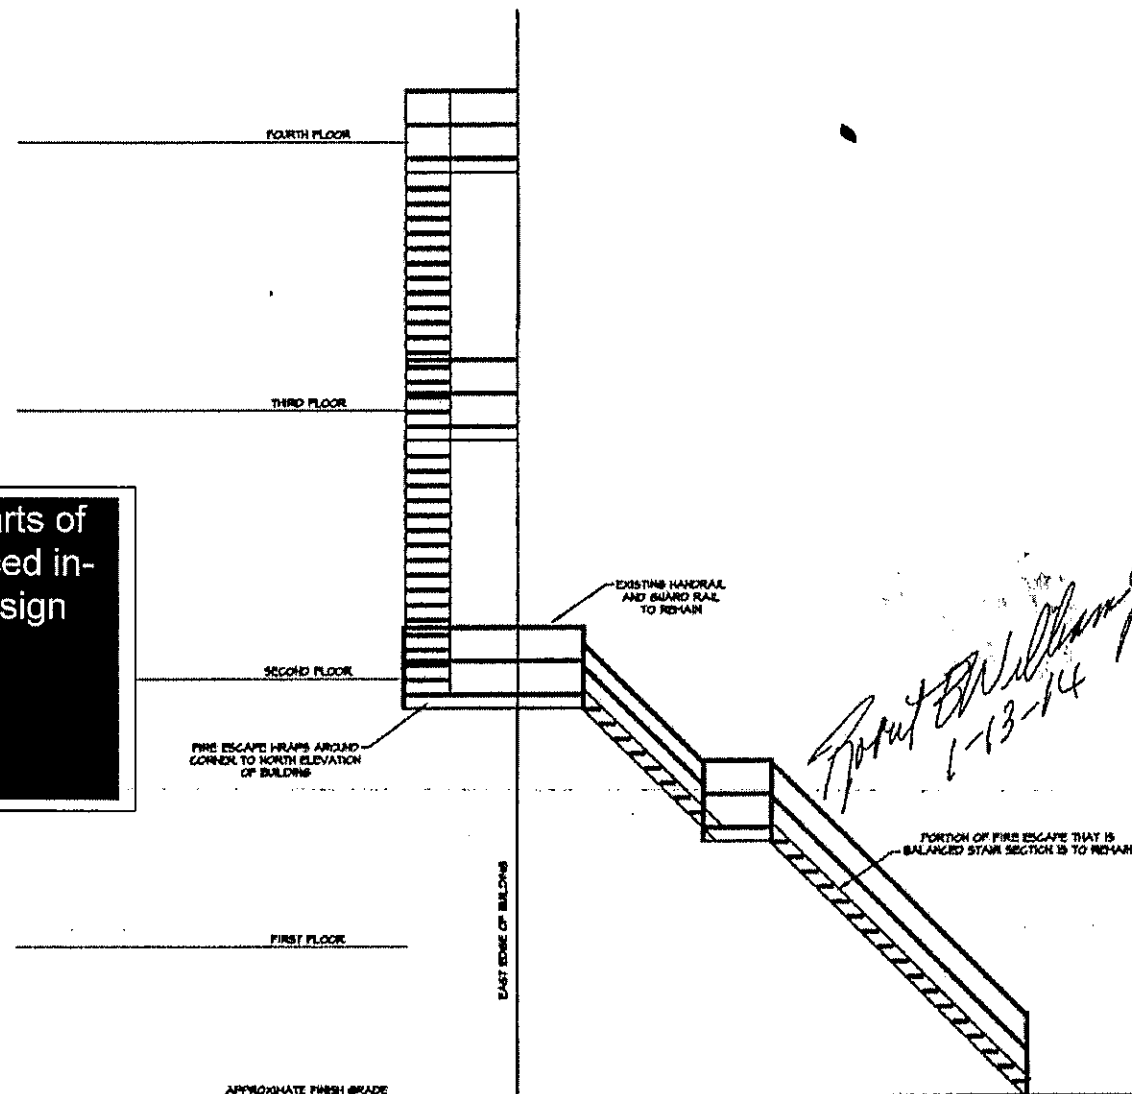 FOURTH FLOOR
THIRD FLOOR
arts of
ed in-
sign
EXISTING HANDRAIL
AND GUARD RAIL
TO REMAIN
SECOND FLOOR
FIRE ESCAPE WRAPS AROUND
CORNER TO NORTH ELEVATION
OF BUILDING
Williams
1-13-14
PORTION OF FIRE ESCAPE THAT IS
BALANCED STAIR SECTION IS TO REMAIN
EAST EDGE OF BUILDING
FIRST FLOOR
APPROXIMATE FINISH GRADE